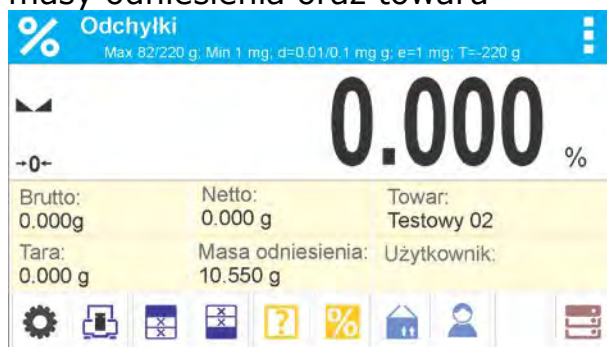 masy odniesienia oraz towaru
% Odchyłki
Max 82/220 g; Min 1 mg; d=0.01/0.1 mg g; e=1 mg; T=-220 g
0.000 %
→0←
Brutto: Netto: Towar:
0.000g 0.000 g Testowy 02
Tara: Masa odniesienia: Użytkownik:
0.000 g 10.550 g
? %